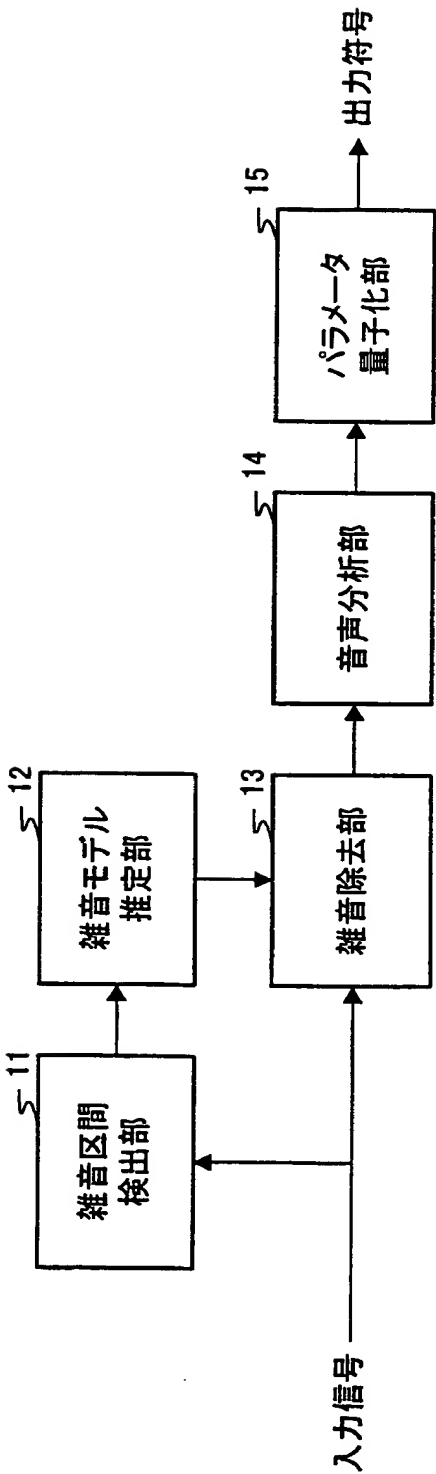 入力信号
11
雑音区間
検出部
12
雑音モデル
推定部
13
雑音除去部
14
音声分析部
15
パラメータ
量子化部
出力符号